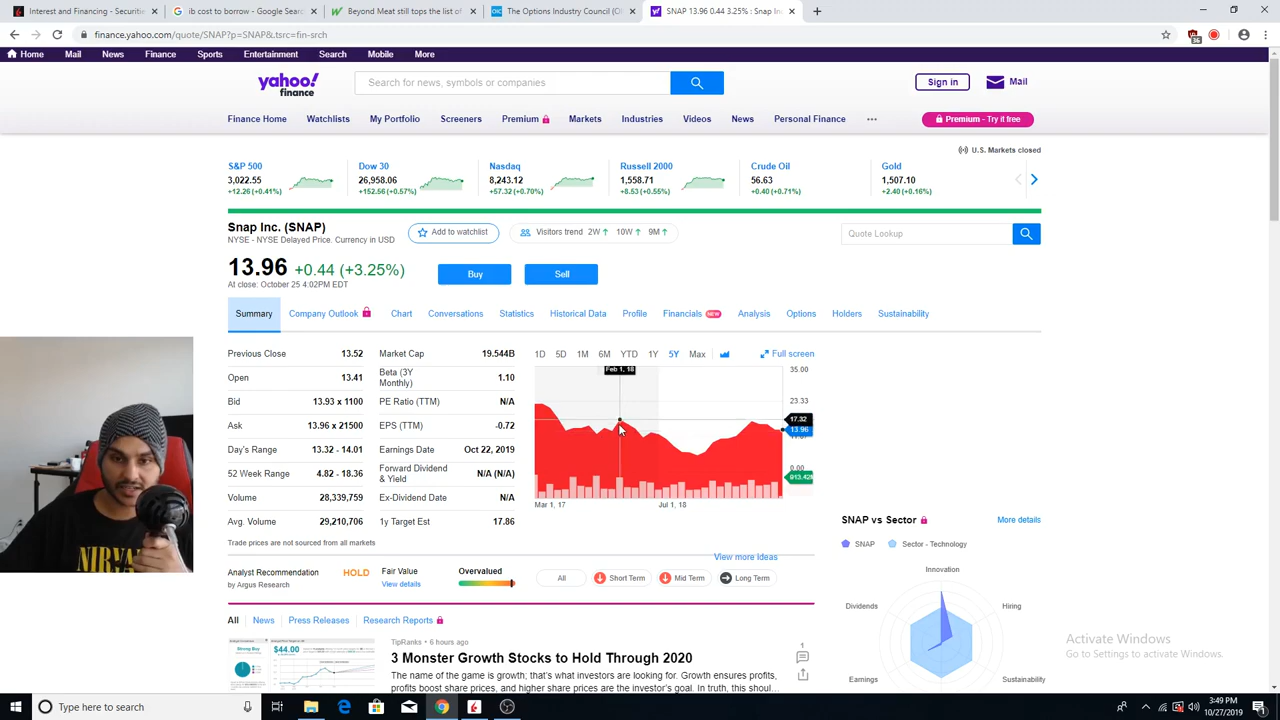 Investing and Financing - Securitie
ib cost to borrow - Yahoo Search
Beyond Meat still the list of
The Options Industry Council (O
SNAP 13.96 0.44 3.25% : Snap In
finance.yahoo.com/quote/SNAP?p=SNAP&.tsrc=fin-srch
36
Home Mail News Finance Sports Entertainment Search Mobile More
yahoo!
finance
Search for news, symbols or companies
Sign in
Mail
Finance Home Watchlists My Portfolio Screeners Premium Markets Industries Videos News Personal Finance ...
Premium - Try it free
U.S. Markets closed
S&P 500 Dow 30 Nasdaq Russell 2000 Crude Oil Gold
3,022.55 26,958.06 8,243.12 1,558.71 56.63 1,507.10
+12.26 (+0.41%) +152.56 (+0.57%) +57.32 (+0.70%) +8.53 (+0.55%) +0.40 (+0.71%) +2.40 (+0.16%)
Snap Inc. (SNAP)
NYSE - NYSE Delayed Price. Currency in USD
Add to watchlist
Visitors trend 2W↑ 10W↑ 9M↑
Quote Lookup
13.96 +0.44 (+3.25%)
At close: October 25 4:02PM EDT
Buy
Sell
Summary Company Outlook Chart Conversations Statistics Historical Data Profile Financials NEW Analysis Options Holders Sustainability
Previous Close 13.52
Open 13.41
Bid 13.93 x 1100
Ask 13.96 x 21500
Day's Range 13.32 - 14.01
52 Week Range 4.82 - 18.36
Volume 28,339,759
Avg. Volume 29,210,706
Market Cap 19.544B
Beta (3Y
Monthly) 1.10
PE Ratio (TTM) N/A
EPS (TTM) -0.72
Earnings Date Oct 22, 2019
Forward Dividend
& Yield N/A (N/A)
Ex-Dividend Date N/A
1y Target Est 17.86
Trade prices are not sourced from all markets
1D 5D 1M 6M YTD 1Y 5Y Max
Full screen
Feb 1, 18
35.00
23.33
17.32
13.96
0.00
Mar 1, 17 Jul 1, 18
View more Ideas
Analyst Recommendation HOLD
by Argus Research
Fair Value Overvalued
View details
All Short Term Mid Term Long Term
SNAP vs Sector More details
SNAP Sector - Technology
Innovation
Dividends
Hiring
Earnings
Sustainability
All News Press Releases Research Reports
TipRanks • 6 hours ago
3 Monster Growth Stocks to Hold Through 2020
The name of the game is growth; that's what investors are looking for. Growth ensures profits,
profits boost share prices, and higher share prices are the investor's goal. In truth, this shoul...
1
Strong Buy
$44.00
NIRVANA
Activate Windows
Go to Settings to activate Windows.
Type here to search
3:49 PM
10/27/2019